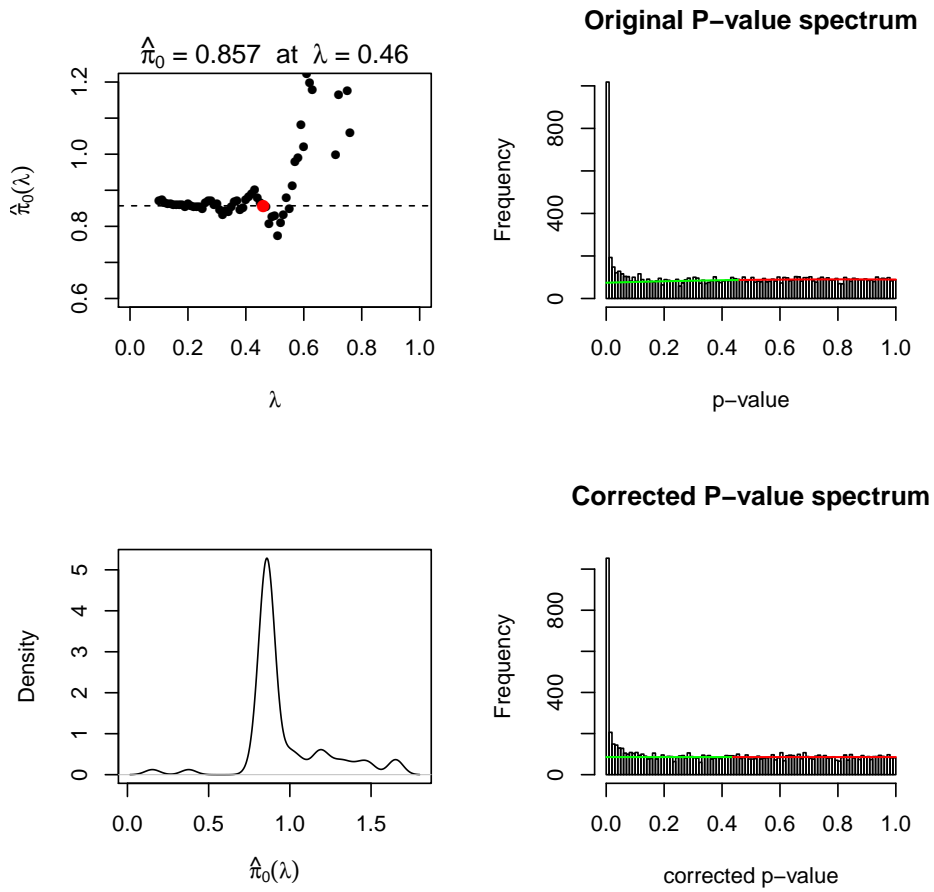 π̂₀ = 0.857 at λ = 0.46
π̂₀(λ)
1.2
1.0
0.8
0.6
0.0 0.2 0.4 0.6 0.8 1.0
λ
Original P−value spectrum
Frequency
800
400
0
0.0 0.2 0.4 0.6 0.8 1.0
p−value
Density
5
4
3
2
1
0
0.0 0.5 1.0 1.5
π̂₀(λ)
Corrected P−value spectrum
Frequency
800
400
0
0.0 0.2 0.4 0.6 0.8 1.0
corrected p−value